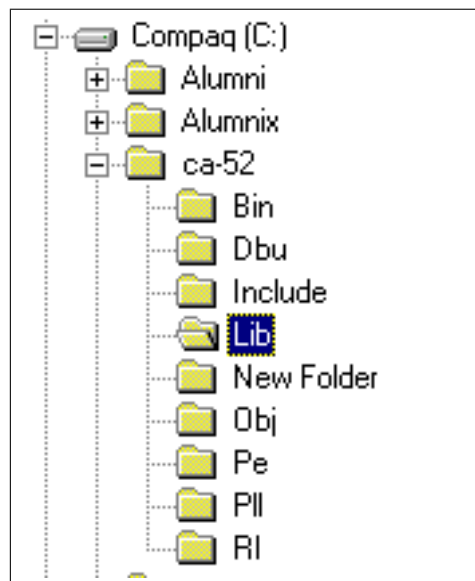 Compaq (C:)
Alumni
Alumnix
ca-52
Bin
Dbu
Include
Lib
New Folder
Obj
Pe
Pll
Rl